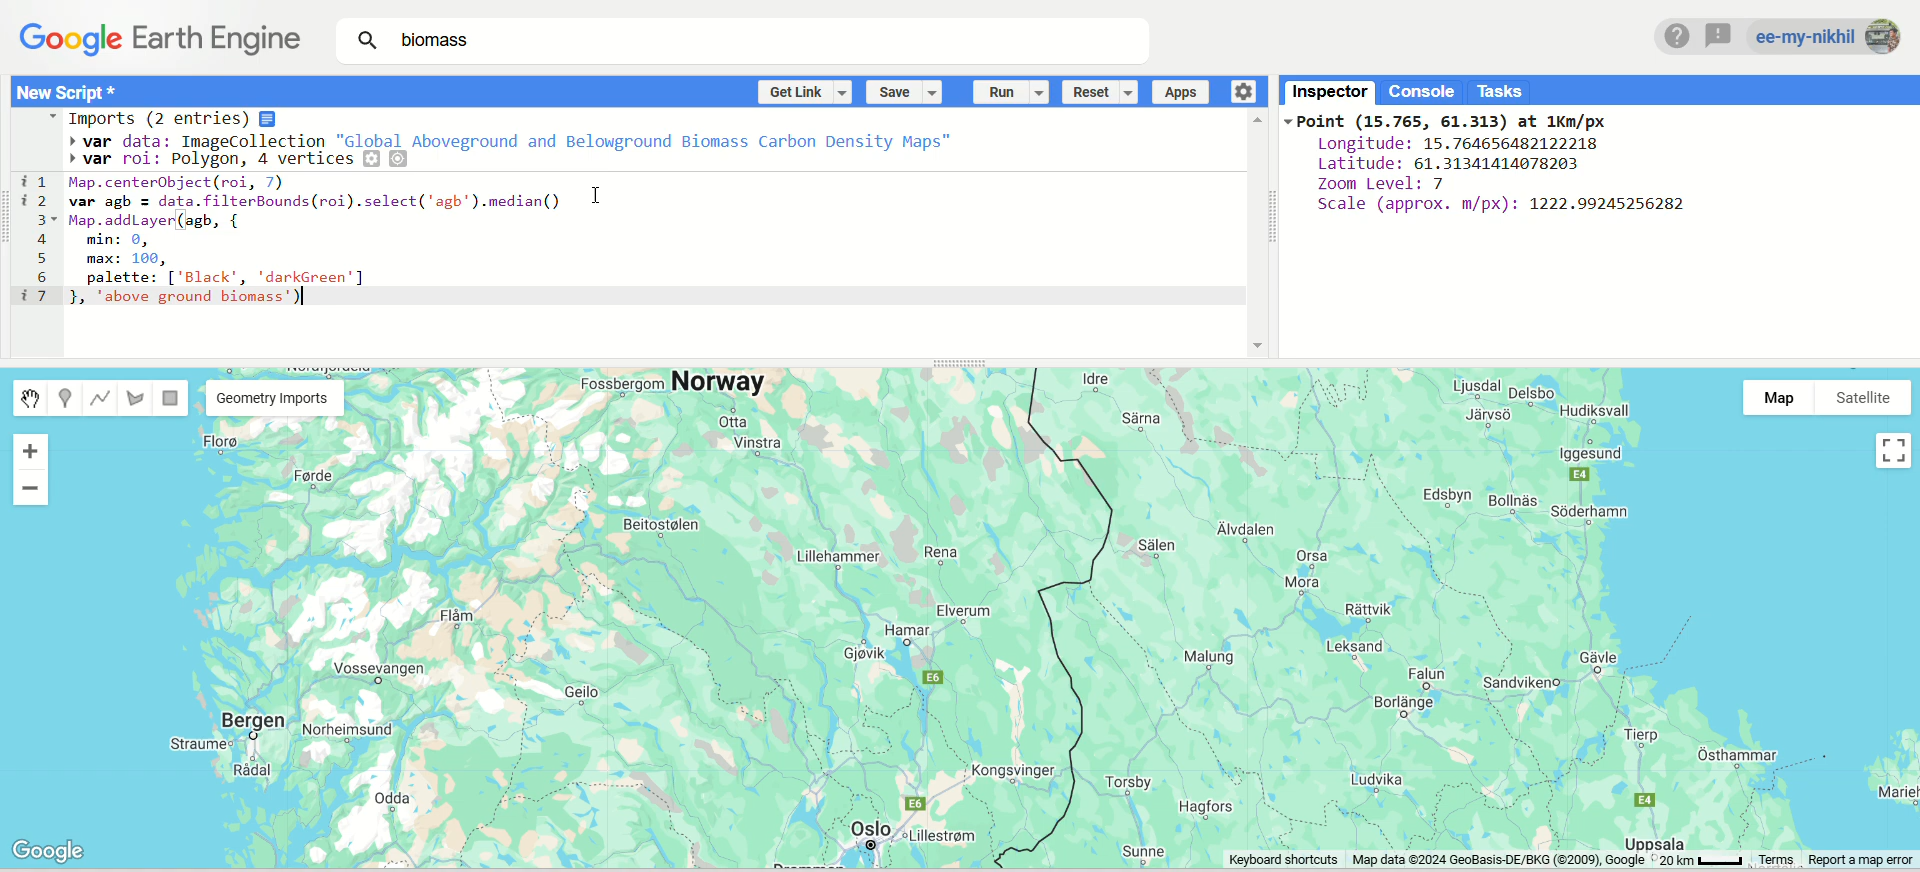 Google Earth Engine
biomass
ee-my-nikhil
New Script *
Get Link
Save
Run
Reset
Apps
Inspector
Console
Tasks
Imports (2 entries)
var data: ImageCollection "Global Aboveground and Belowground Biomass Carbon Density Maps"
var roi: Polygon, 4 vertices
i 1 Map.centerObject(roi, 7)
i 2 var agb = data.filterBounds(roi).select('agb').median()
3 Map.addLayer(agb, {
4 min: 0,
5 max: 100,
6 palette: ['Black', 'darkGreen']
i 7 }, 'above ground biomass')
Point (15.765, 61.313) at 1Km/px
Longitude: 15.764656482122218
Latitude: 61.31341414078203
Zoom Level: 7
Scale (approx. m/px): 1222.99245256282
Geometry Imports
Map
Satellite
Fossbergom
Norway
Idre
Ljusdal
Delsbo
Särna
Järvsö
Hudiksvall
Otta
Vinstra
Florø
Iggesund
E4
Førde
Edsbyn
Bollnäs
Söderhamn
Beitostølen
Älvdalen
Lillehammer
Rena
Sälen
Orsa
Mora
Flåm
Elverum
Rättvik
Hamar
Gjøvik
Leksand
Malung
Gävle
Vossevangen
E6
Falun
Sandviken
Geilo
Borlänge
Bergen
Norheimsund
Straume
Tierp
Östhammar
Rådal
Kongsvinger
Torsby
Ludvika
Odda
E6
Hagfors
E4
Marieh
Oslo
Lillestrøm
Sunne
Uppsala
Google
Keyboard shortcuts
Map data ©2024 GeoBasis-DE/BKG (©2009), Google
20 km
Terms
Report a map error